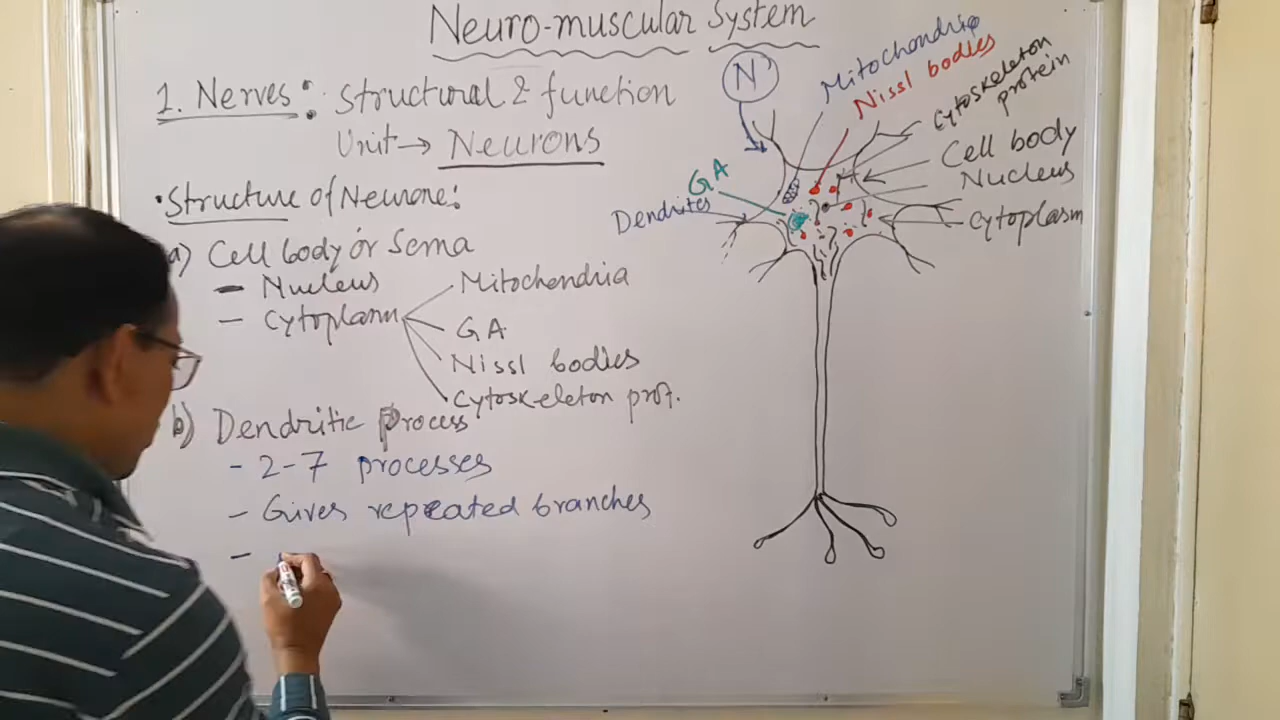 Neuro-muscular System
1. Nerves: Structural & function
Unit → Neurons
• Structure of Neurone:
a) Cell body or Soma
- Nucleus
- Cytoplasm
Mitochondria
GA
Nissl bodies
Cytoskeleton prot.
b) Dendritic Process
- 2-7 processes
- Gives repeated branches
-
N
Mitochondria
Nissl bodies
Cytoskeleton
protein
Cell body
Nucleus
Cytoplasm
GA
Dendrites